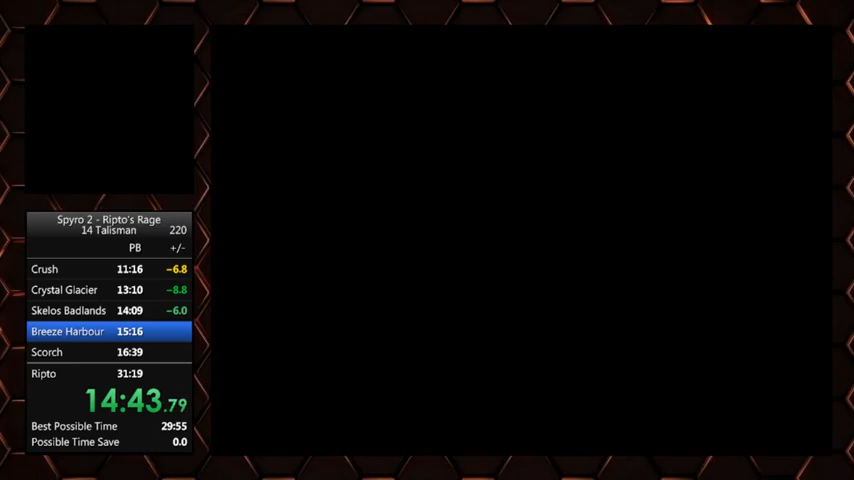 Spyro 2 - Ripto's Rage
14 Talisman 220
PB +/-
Crush 11:16 −6.8
Crystal Glacier 13:10 −8.8
Skelos Badlands 14:09 −6.0
Breeze Harbour 15:16
Scorch 16:39
Ripto 31:19
14:43.79
Best Possible Time 29:55
Possible Time Save 0.0